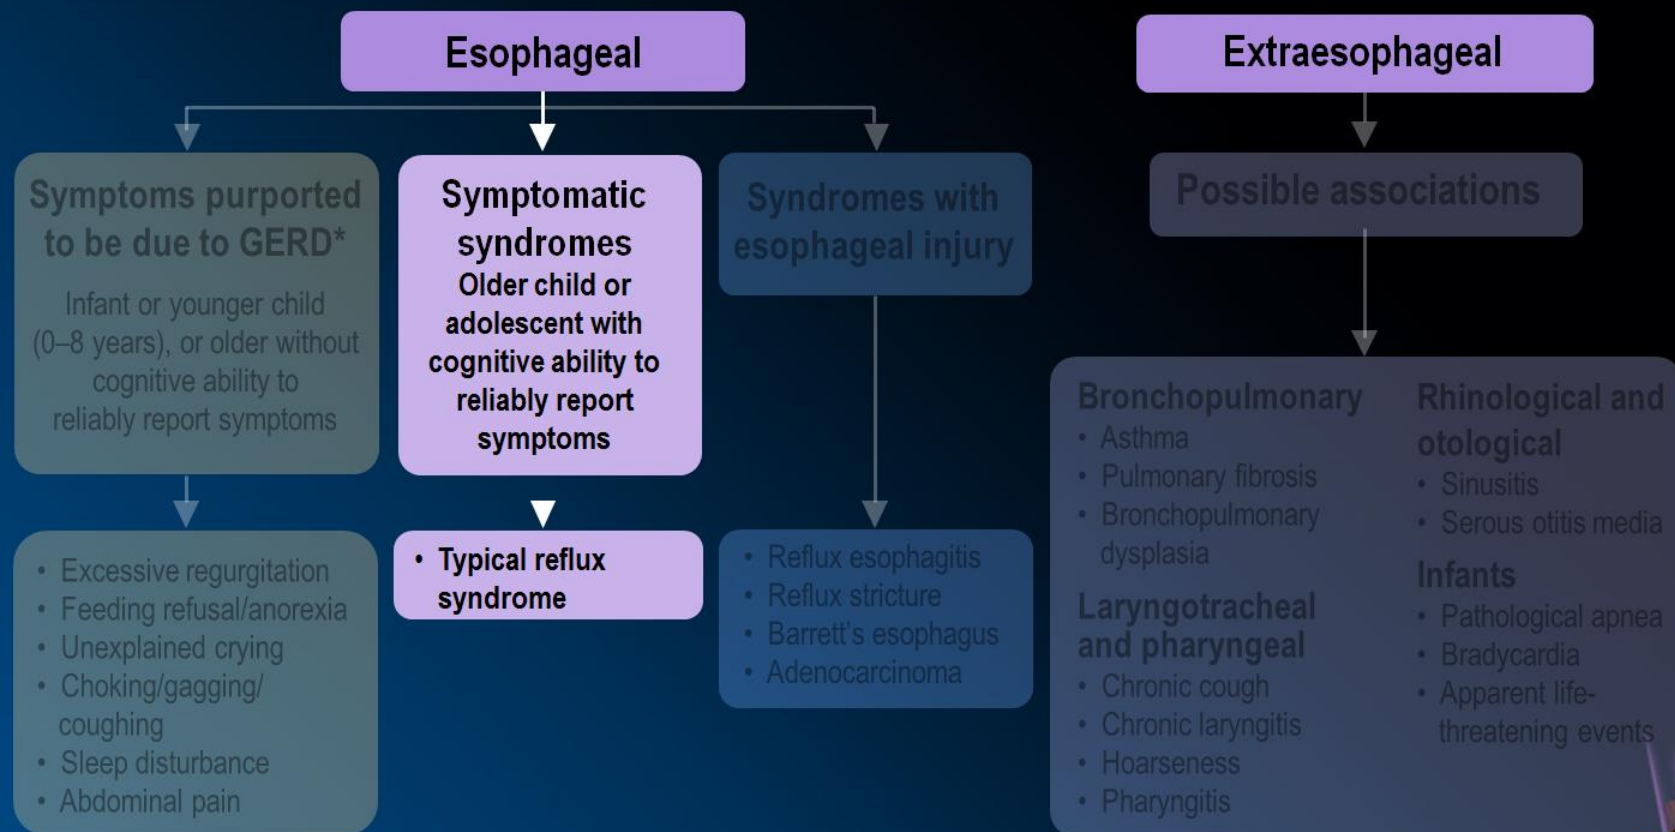 Esophageal
Symptoms purported
to be due to GERD*
Infant or younger child
(0–8 years), or older without
cognitive ability to
reliably report symptoms
• Excessive regurgitation
• Feeding refusal/anorexia
• Unexplained crying
• Choking/gagging/
coughing
• Sleep disturbance
• Abdominal pain
Symptomatic
syndromes
Older child or
adolescent with
cognitive ability to
reliably report
symptoms
• Typical reflux
syndrome
Syndromes with
esophageal injury
• Reflux esophagitis
• Reflux stricture
• Barrett’s esophagus
• Adenocarcinoma
Extraesophageal
Possible associations
Bronchopulmonary
• Asthma
• Pulmonary fibrosis
• Bronchopulmonary
dysplasia
Laryngotracheal
and pharyngeal
• Chronic cough
• Chronic laryngitis
• Hoarseness
• Pharyngitis
Rhinological and
otological
• Sinusitis
• Serous otitis media
Infants
• Pathological apnea
• Bradycardia
• Apparent life-
threatening events